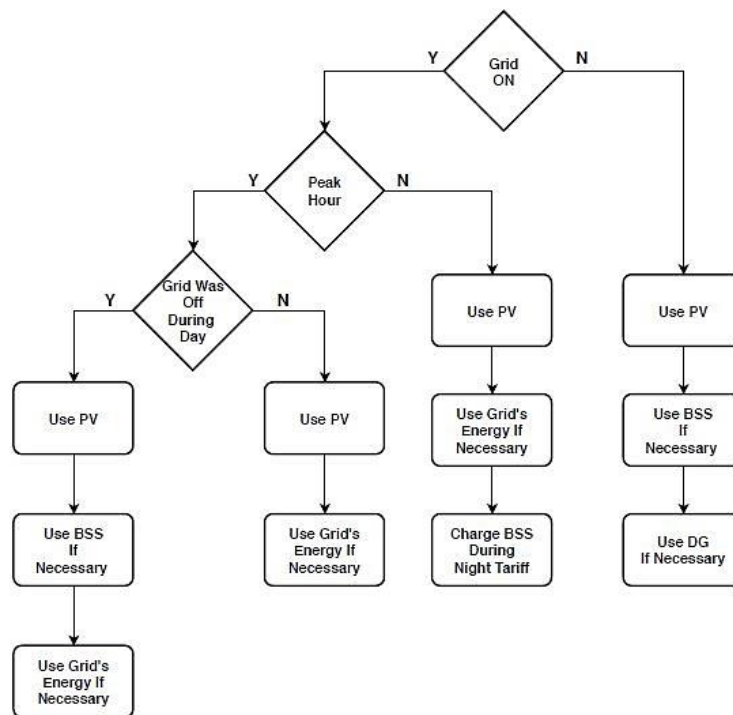 Grid
ON
Y
N
Peak
Hour
Y
N
Grid Was
Off
During
Day
Y
N
Use PV
Use PV
Use PV
Use PV
Use Grid's
Energy If
Necessary
Use BSS
If
Necessary
Use BSS
If
Necessary
Use Grid's
Energy If
Necessary
Charge BSS
During
Night Tariff
Use DG
If Necessary
Use Grid's
Energy If
Necessary